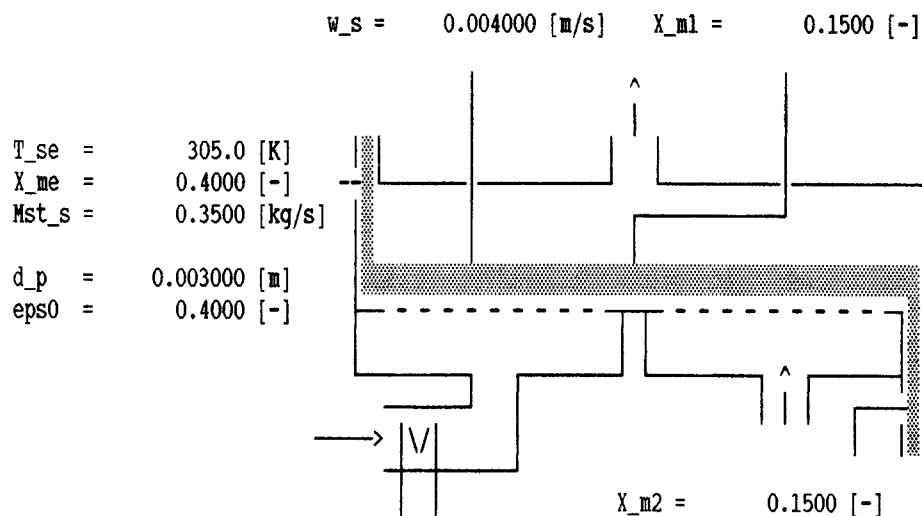 w_s = 0.004000 [m/s] X_m1 = 0.1500 [-]
T_se = 305.0 [K]
X_me = 0.4000 [-]
Mst_s = 0.3500 [kg/s]
d_p = 0.003000 [m]
eps0 = 0.4000 [-]
X_m2 = 0.1500 [-]